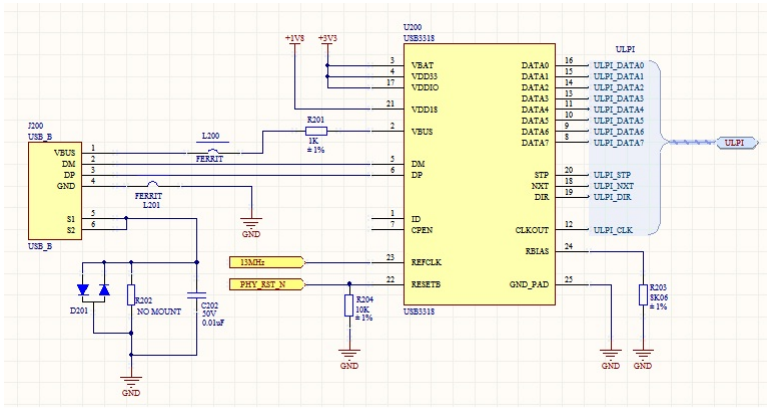 U200
USB3318
ULPI
+1V8
+3V3
3 VBAT DATA0 16 ULPI_DATA0
4 VDD33 DATA1 15 ULPI_DATA1
17 VDDIO DATA2 14 ULPI_DATA2
DATA3 13 ULPI_DATA3
21 VDD18 DATA4 11 ULPI_DATA4
DATA5 10 ULPI_DATA5
2 VBUS DATA6 9 ULPI_DATA6
DATA7 8 ULPI_DATA7
ULPI
R201
1K
±1%
L200
FERRIT
J200
USB_B
VBUS 1
DM 2
DP 3
GND 4
S1 5
S2 6
USB_B
FERRIT
L201
GND
5 DM
6 DP
STP 20 ULPI_STP
NXT 18 ULPI_NXT
DIR 19 ULPI_DIR
1 ID
7 CPEN
CLKOUT 12 ULPI_CLK
RBIAS 24
13MHz
23 REFCLK
PHY_RST_N
22 RESETB
GND_PAD 25
USB3318
D201
R202
NO MOUNT
C202
50V
0.01uF
GND
R204
10K
±1%
GND
R203
8K06
±1%
GND
GND